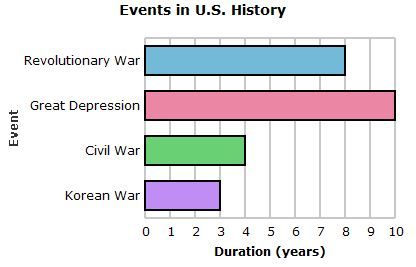 Events in U.S. History
Event
Revolutionary War
Great Depression
Civil War
Korean War
0 1 2 3 4 5 6 7 8 9 10
Duration (years)